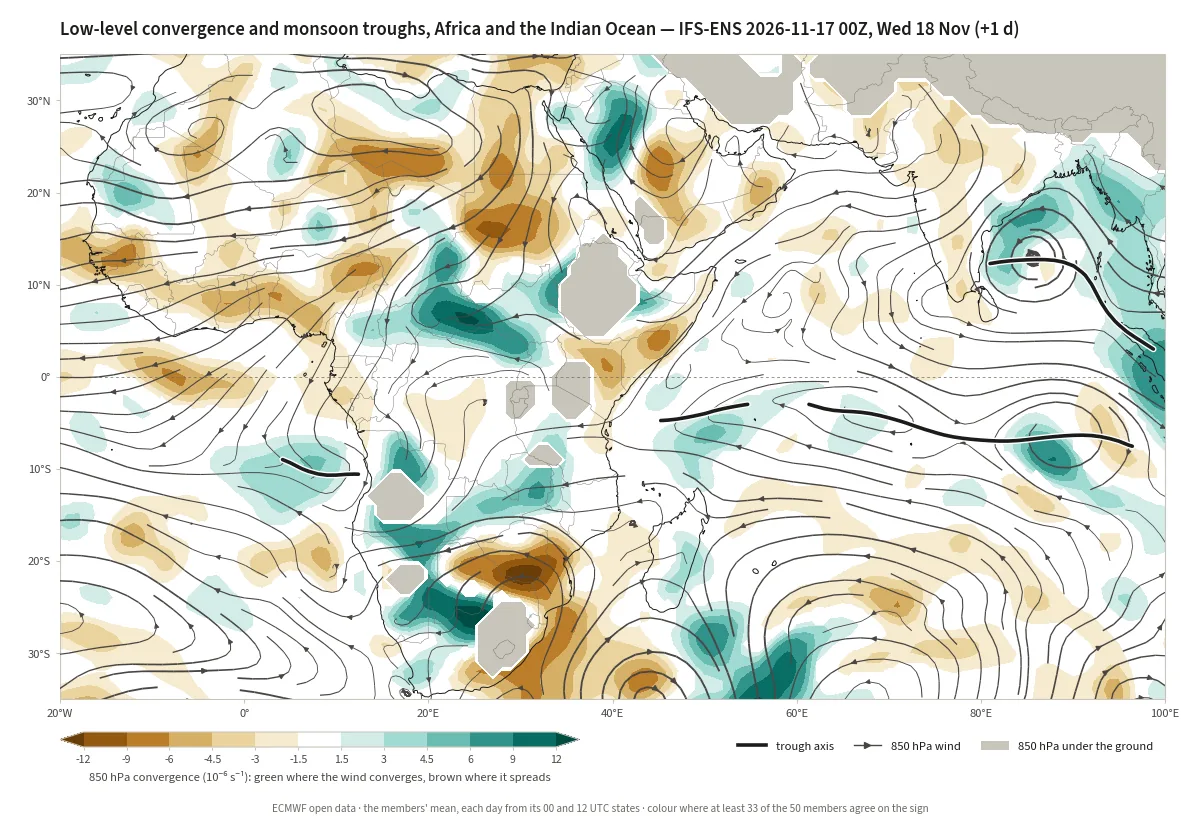 Low-level convergence and monsoon troughs, Africa and the Indian Ocean — IFS-ENS 2026-11-17 00Z, Wed 18 Nov (+1 d)
30°N
20°N
10°N
0°
10°S
20°S
30°S
20°W 0° 20°E 40°E 60°E 80°E 100°E
-12 -9 -6 -4.5 -3 -1.5 1.5 3 4.5 6 9 12
850 hPa convergence (10⁻⁶ s⁻¹): green where the wind converges, brown where it spreads
trough axis 850 hPa wind 850 hPa under the ground
ECMWF open data · the members' mean, each day from its 00 and 12 UTC states · colour where at least 33 of the 50 members agree on the sign